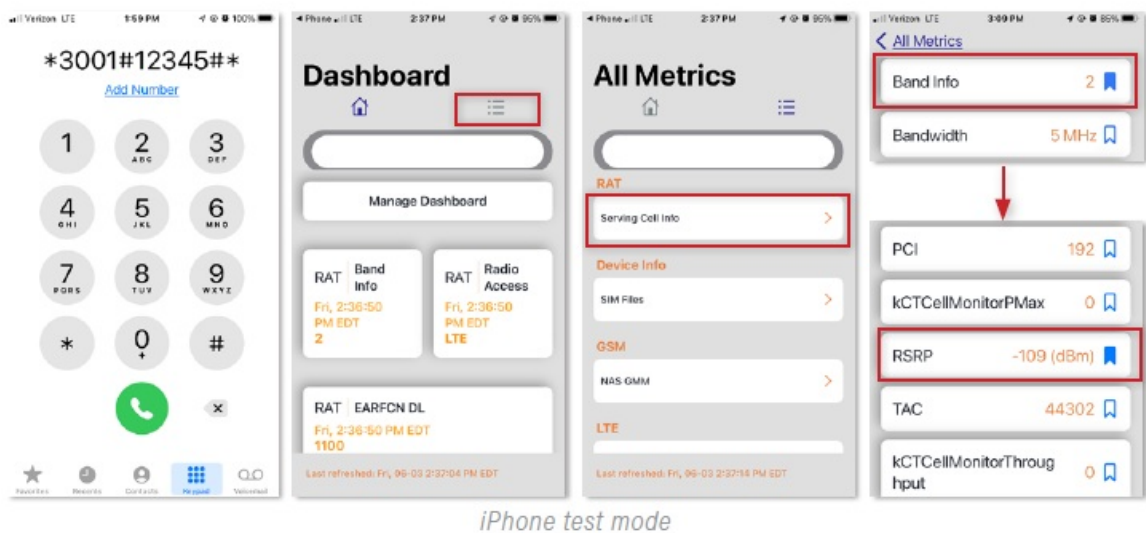 Verizon LTE 1:59 PM 100%
*3001#12345#*
Add Number
1 2 3
ABC DEF
4 5 6
GHI JKL MNO
7 8 9
PQRS TUV WXYZ
* 0 #
+
Favorites Recents Contacts Keypad Voicemail
Phone LTE 2:37 PM 95%
Dashboard
Manage Dashboard
RAT Band Info
Fri, 2:36:50 PM EDT
2
RAT Radio Access
Fri, 2:36:50 PM EDT
LTE
RAT EARFCN DL
Fri, 2:36:50 PM EDT
1100
Last refreshed: Fri, 06-03 2:37:04 PM EDT
Phone LTE 2:37 PM 95%
All Metrics
RAT
Serving Cell Info
Device Info
SIM Files
GSM
NAS GMM
LTE
Last refreshed: Fri, 06-03 2:37:14 PM EDT
Verizon LTE 3:09 PM 85%
All Metrics
Band Info 2
Bandwidth 5 MHz
PCI 192
kCTCellMonitorPMax 0
RSRP -109 (dBm)
TAC 44302
kCTCellMonitorThroug
hput 0
iPhone test mode